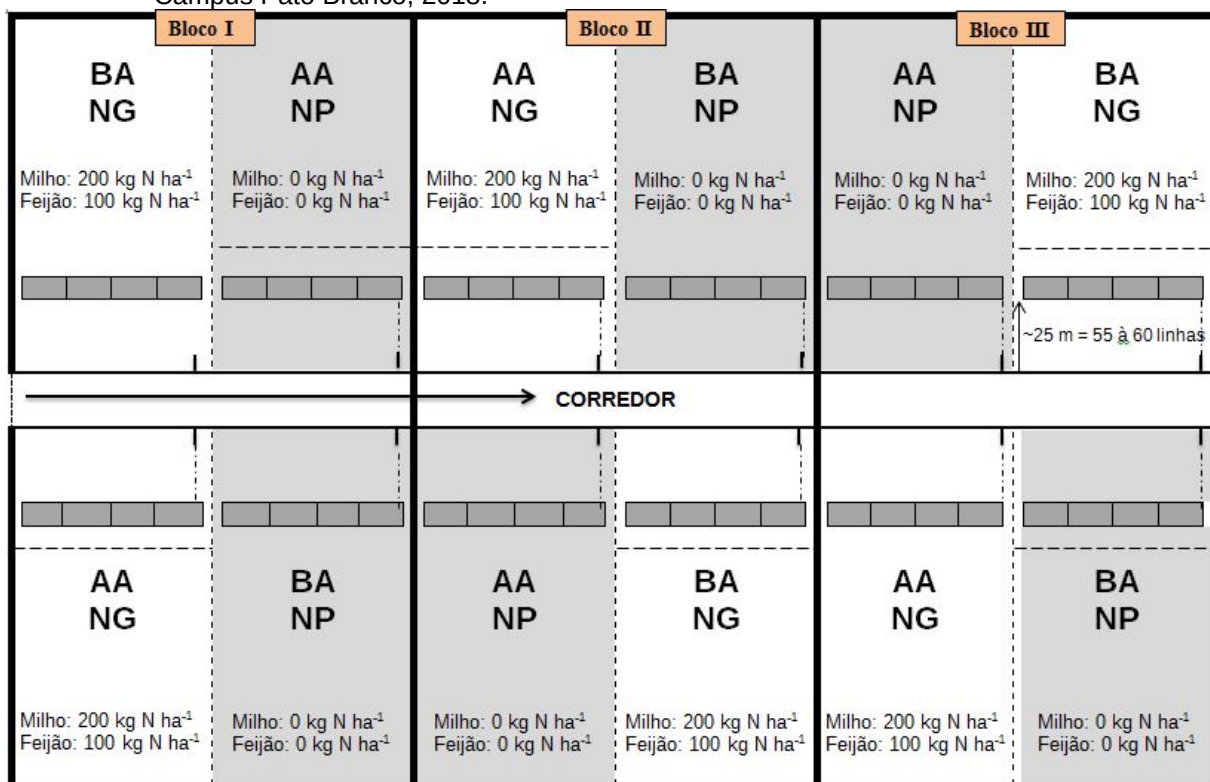 Campus Pato Branco, 2018.
Bloco I
Bloco II
Bloco III
BA
NG
AA
NP
AA
NG
BA
NP
AA
NP
BA
NG
Milho: 200 kg N ha⁻¹
Feijão: 100 kg N ha⁻¹
Milho: 0 kg N ha⁻¹
Feijão: 0 kg N ha⁻¹
Milho: 200 kg N ha⁻¹
Feijão: 100 kg N ha⁻¹
Milho: 0 kg N ha⁻¹
Feijão: 0 kg N ha⁻¹
Milho: 0 kg N ha⁻¹
Feijão: 0 kg N ha⁻¹
Milho: 200 kg N ha⁻¹
Feijão: 100 kg N ha⁻¹
~25 m = 55 à 60 linhas
CORREDOR
AA
NG
BA
NP
AA
NP
BA
NG
AA
NG
BA
NP
Milho: 200 kg N ha⁻¹
Feijão: 100 kg N ha⁻¹
Milho: 0 kg N ha⁻¹
Feijão: 0 kg N ha⁻¹
Milho: 0 kg N ha⁻¹
Feijão: 0 kg N ha⁻¹
Milho: 200 kg N ha⁻¹
Feijão: 100 kg N ha⁻¹
Milho: 200 kg N ha⁻¹
Feijão: 100 kg N ha⁻¹
Milho: 0 kg N ha⁻¹
Feijão: 0 kg N ha⁻¹